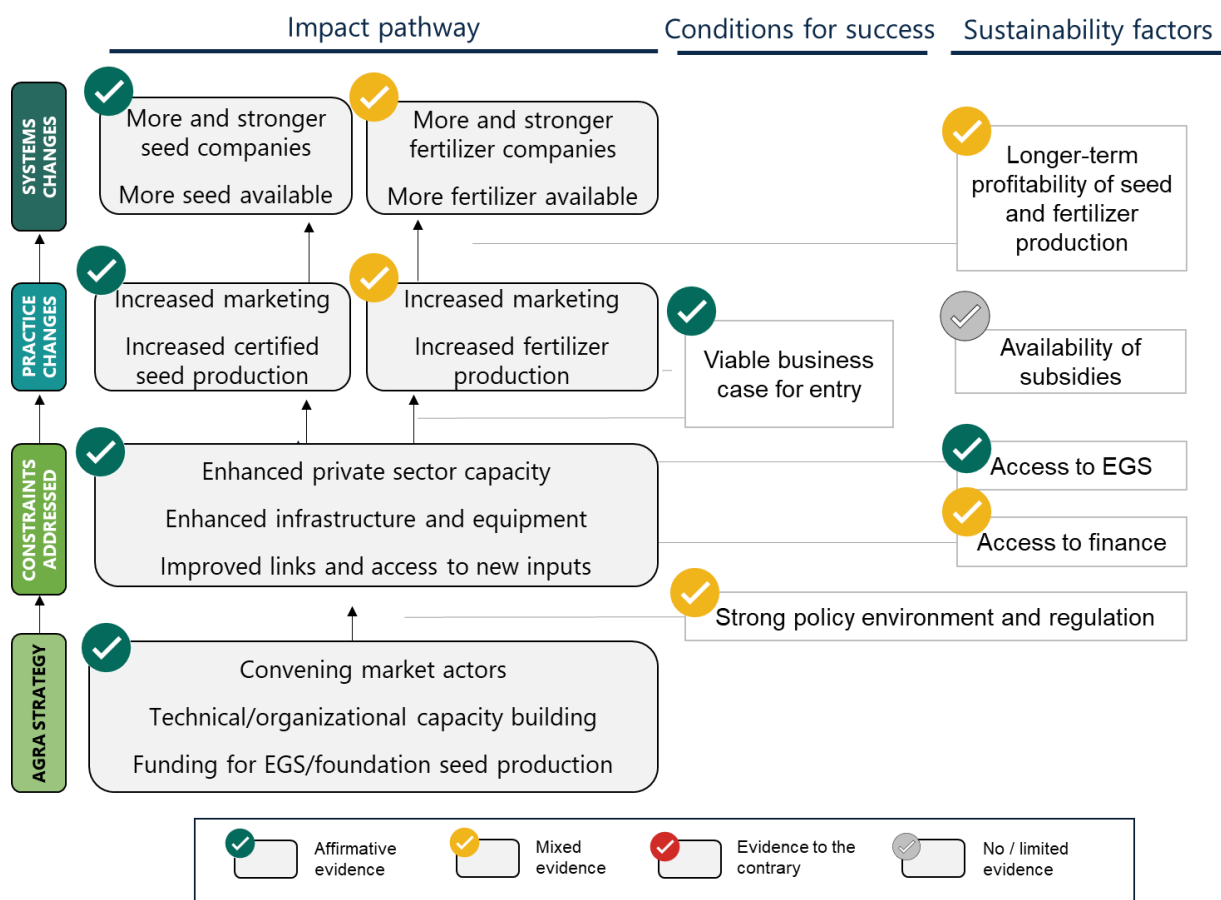 Impact pathway
Conditions for success
Sustainability factors
SYSTEMS
CHANGES
More and stronger
seed companies
More seed available
More and stronger
fertilizer companies
More fertilizer available
Longer-term
profitability of seed
and fertilizer
production
PRACTICE
CHANGES
Increased marketing
Increased certified
seed production
Increased marketing
Increased fertilizer
production
Viable business
case for entry
Availability of
subsidies
CONSTRAINTS
ADDRESSED
Enhanced private sector capacity
Enhanced infrastructure and equipment
Improved links and access to new inputs
Access to EGS
Access to finance
Strong policy environment and regulation
AGRA STRATEGY
Convening market actors
Technical/organizational capacity building
Funding for EGS/foundation seed production
Affirmative
evidence
Mixed
evidence
Evidence to the
contrary
No / limited
evidence